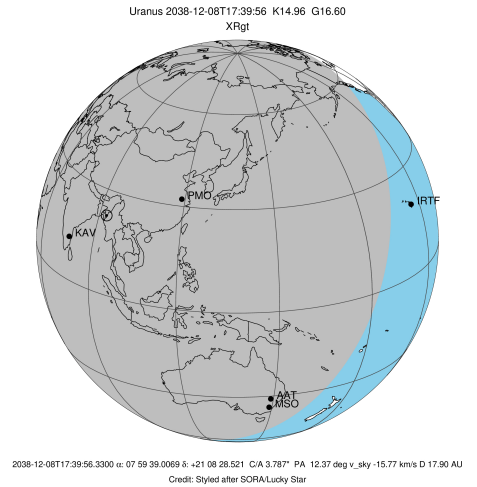 Uranus 2038-12-08T17:39:56 K14.96 G16.60
XRgt
PMO
IRTF
KAV
AAT
MSO
2038-12-08T17:39:56.3300 α: 07 59 39.0069 δ: +21 08 28.521 C/A 3.787" PA 12.37 deg v_sky -15.77 km/s D 17.90 AU
Credit: Styled after SORA/Lucky Star